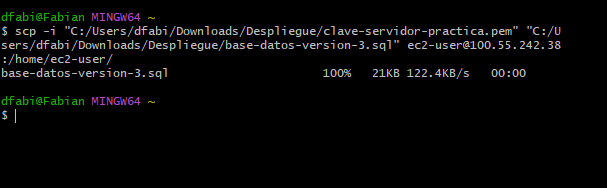 dfabi@Fabian MINGW64 ~
$ scp -i "C:/Users/dfabi/Downloads/Despliegue/clave-servidor-practica.pem" "C:/U
sers/dfabi/Downloads/Despliegue/base-datos-version-3.sql" ec2-user@100.55.242.38
:/home/ec2-user/
base-datos-version-3.sql 100% 21KB 122.4KB/s 00:00
dfabi@Fabian MINGW64 ~
$